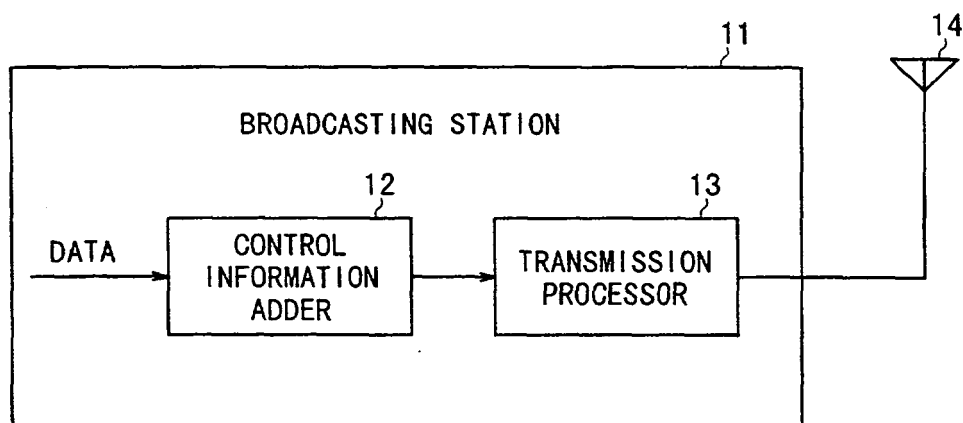 11
14
BROADCASTING STATION
12
13
DATA
CONTROL
INFORMATION
ADDER
TRANSMISSION
PROCESSOR